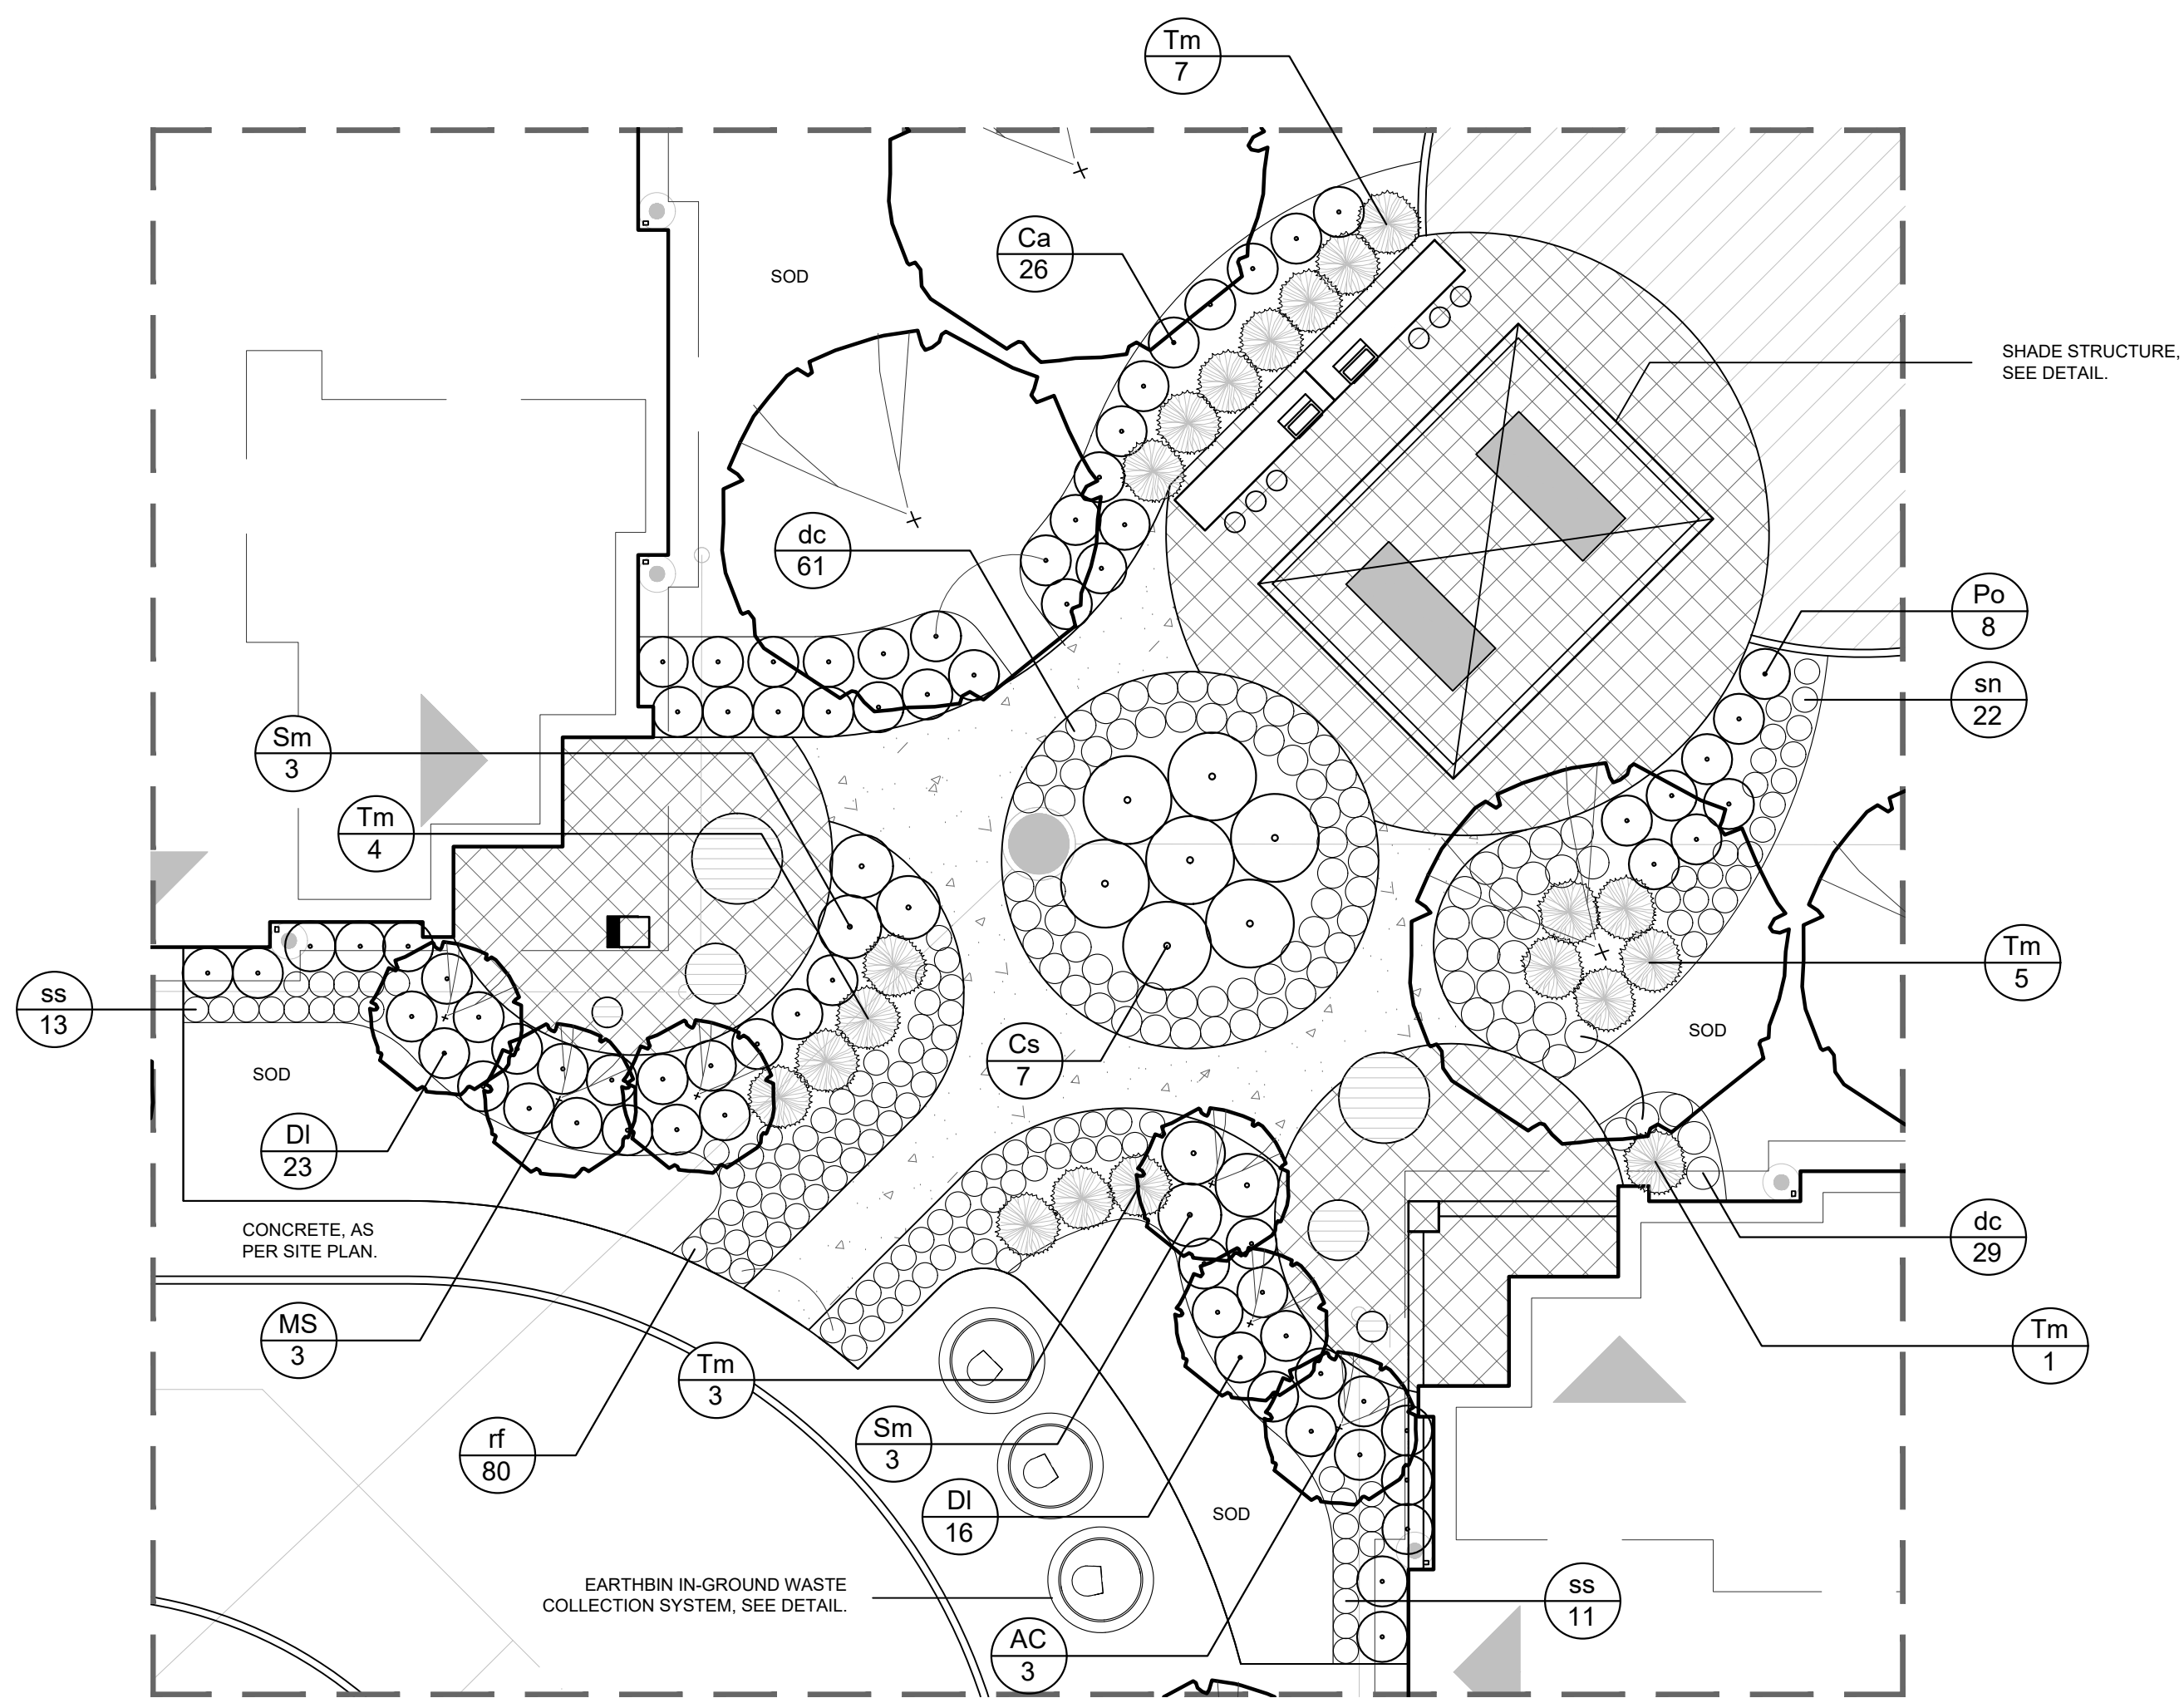 Tm
7
Ca
26
SOD
SHADE STRUCTURE,
SEE DETAIL.
dc
61
Po
8
sn
22
Sm
3
Tm
4
Tm
5
ss
13
SOD
SOD
Cs
7
Dl
23
CONCRETE, AS
PER SITE PLAN.
dc
29
MS
3
Tm
3
Tm
1
rf
80
Sm
3
Dl
16
SOD
EARTHBIN IN-GROUND WASTE
COLLECTION SYSTEM, SEE DETAIL.
ss
11
AC
3